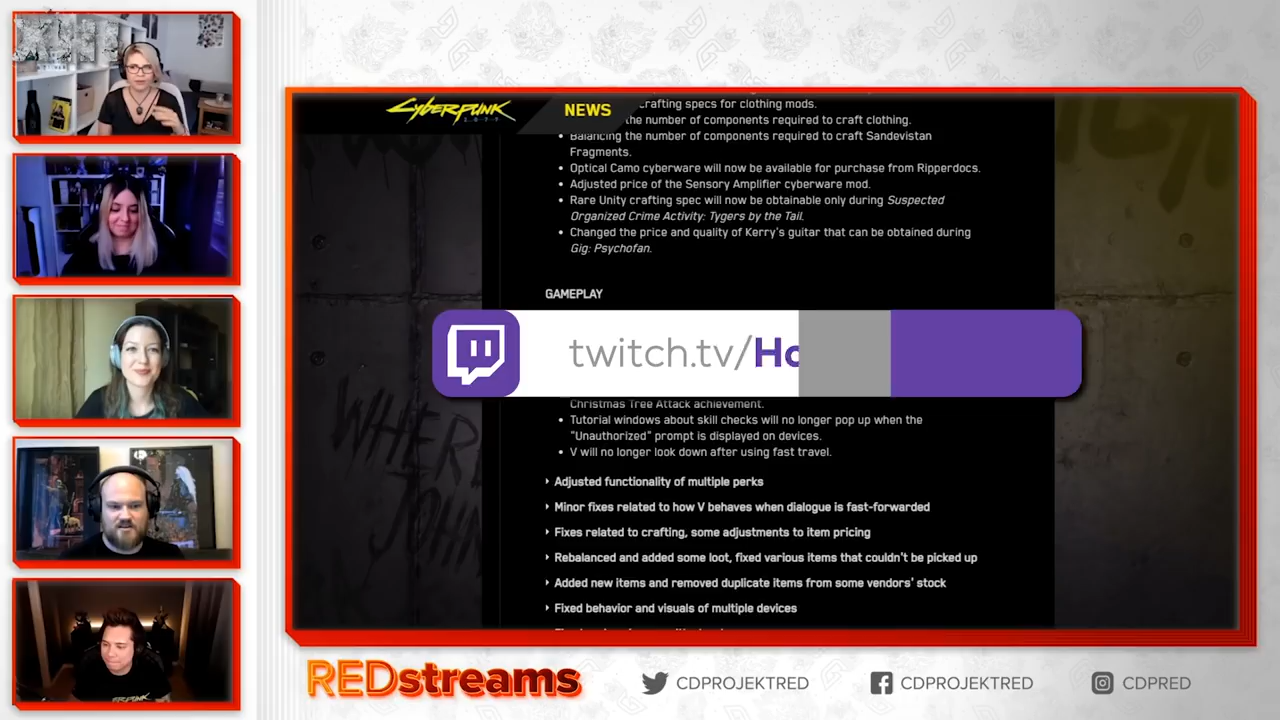 Cyberpunk
2077
NEWS
crafting specs for clothing mods.
the number of components required to craft clothing.
Balancing the number of components required to craft Sandevistan
Fragments.
Optical Camo cyberware will now be available for purchase from Ripperdocs.
Adjusted price of the Sensory Amplifier cyberware mod.
Rare Unity crafting spec will now be obtainable only during Suspected
Organized Crime Activity: Tygers by the Tail.
Changed the price and quality of Kerry's guitar that can be obtained during
Gig: Psychofan.
GAMEPLAY
twitch.tv/Ho
Christmas Tree Attack achievement.
Tutorial windows about skill checks will no longer pop up when the
"Unauthorized" prompt is displayed on devices.
V will no longer look down after using fast travel.
Adjusted functionality of multiple perks
Minor fixes related to how V behaves when dialogue is fast-forwarded
Fixes related to crafting, some adjustments to item pricing
Rebalanced and added some loot, fixed various items that couldn't be picked up
Added new items and removed duplicate items from some vendors' stock
Fixed behavior and visuals of multiple devices
WHERE
JOHN
REDstreams
CDPROJEKTRED
CDPROJEKTRED
CDPRED